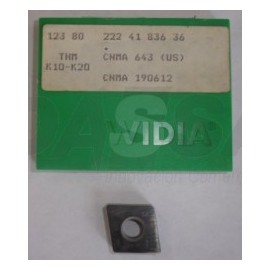 123 80 222 41 836 36
THM CNMA 643 (US)
K10-K20
CNMA 190612
WIDIA